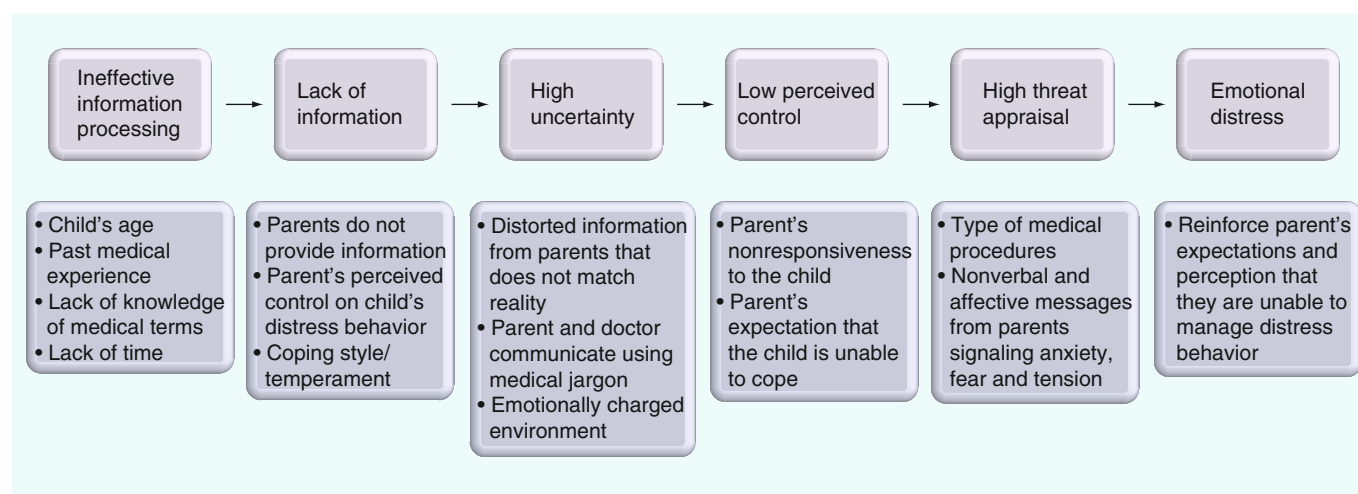 Ineffective
information
processing
Lack of
information
High
uncertainty
Low perceived
control
High threat
appraisal
Emotional
distress
• Child’s age
• Past medical
experience
• Lack of knowledge
of medical terms
• Lack of time
• Parents do not
provide information
• Parent’s perceived
control on child’s
distress behavior
• Coping style/
temperament
• Distorted information
from parents that
does not match
reality
• Parent and doctor
communicate using
medical jargon
• Emotionally charged
environment
• Parent’s
nonresponsiveness
to the child
• Parent’s
expectation that
the child is unable
to cope
• Type of medical
procedures
• Nonverbal and
affective messages
from parents
signaling anxiety,
fear and tension
• Reinforce parent’s
expectations and
perception that
they are unable to
manage distress
behavior